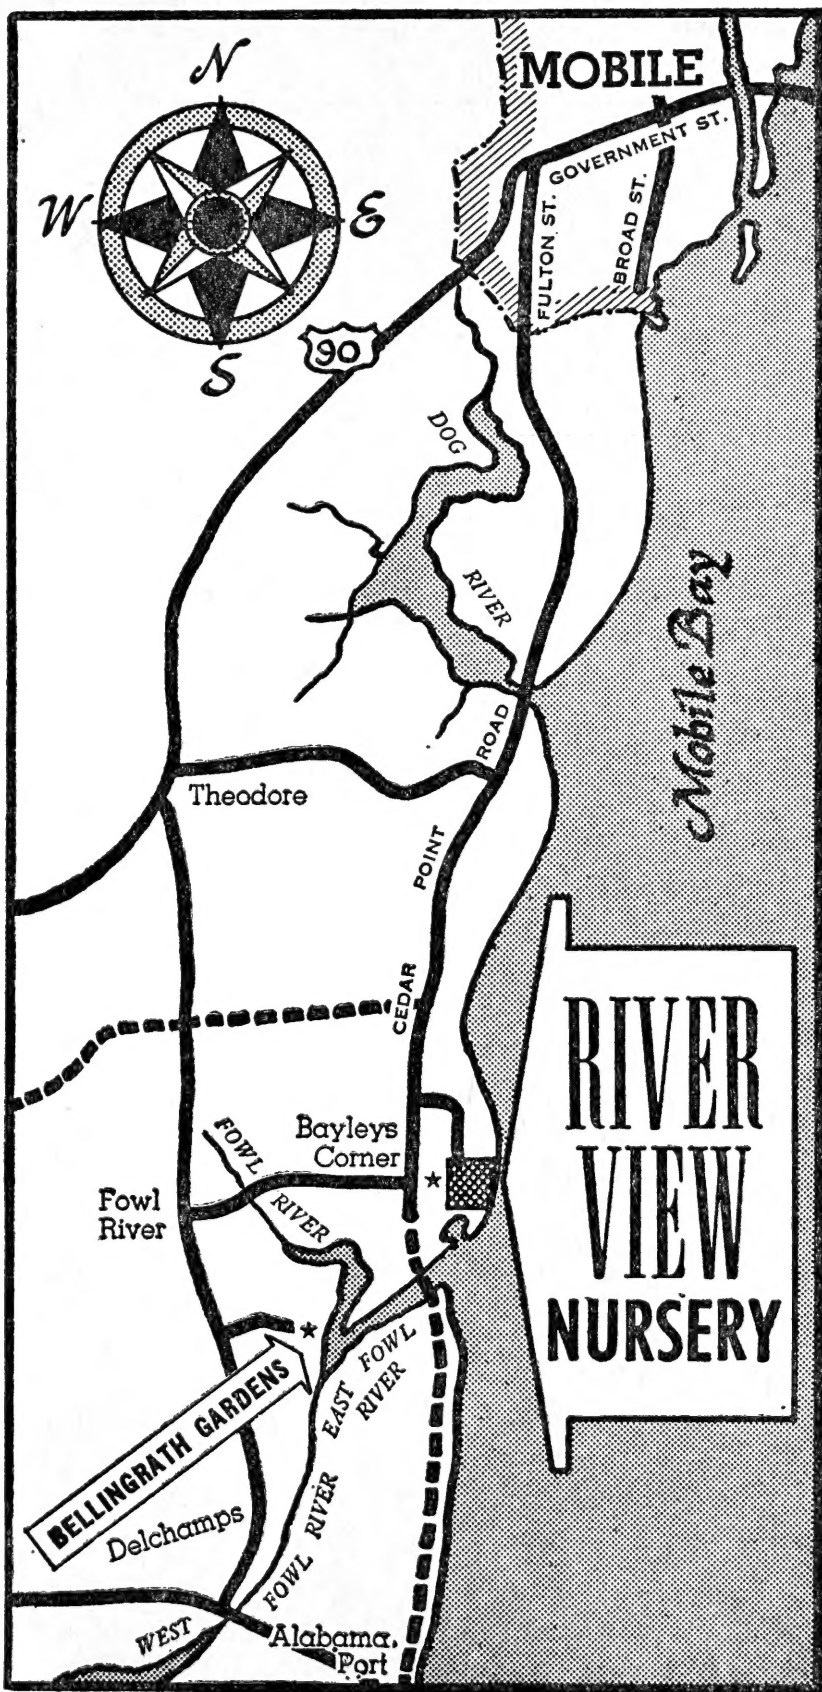 N
MOBILE
W
E
S
GOVERNMENT ST.
FULTON ST.
BROAD ST.
90
DOG
RIVER
Mobile Bay
ROAD
Theodore
POINT
CEDAR
RIVER
VIEW
NURSERY
Bayleys
Corner
FOWL
RIVER
Fowl
River
EAST FOWL
RIVER
BELLINGRATH GARDENS
Delchamps
WEST
FOWL RIVER
Alabama
Port